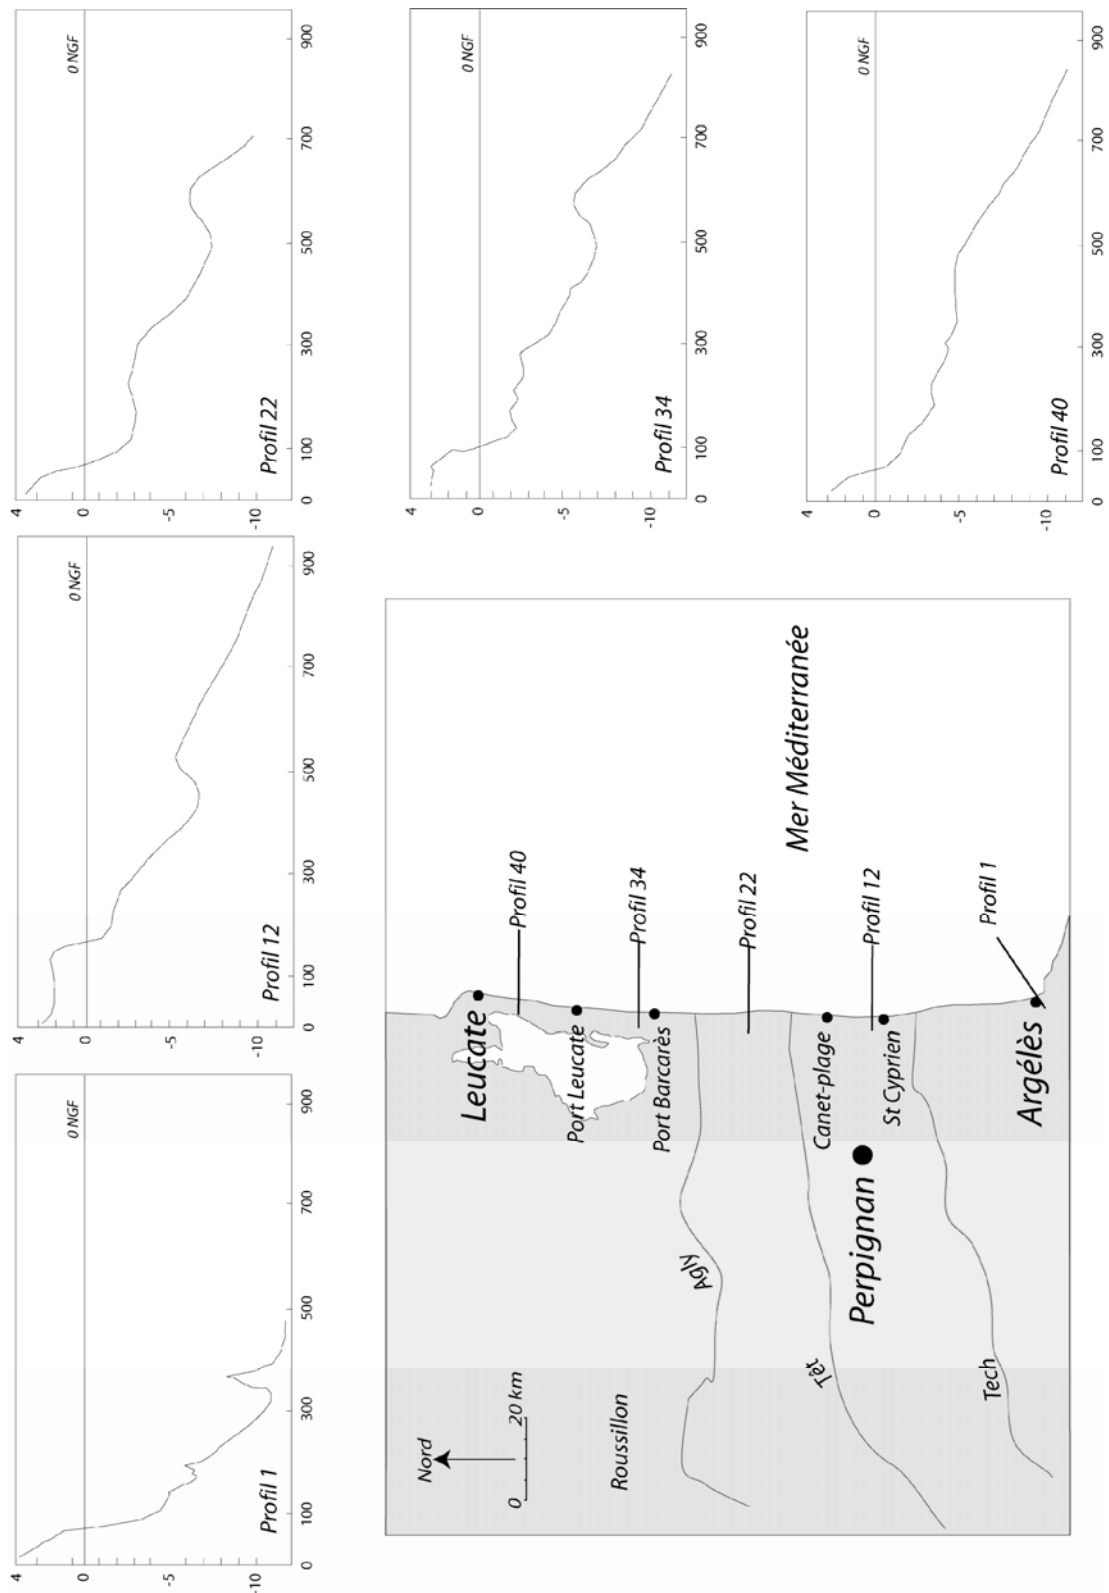 Profil 1
0 NGF
4
0
-5
-10
0
100
300
500
700
900
Profil 12
0 NGF
4
0
-5
-10
0
100
300
500
700
900
Profil 22
0 NGF
4
0
-5
-10
0
100
300
500
700
900
Profil 34
0 NGF
4
0
-5
-10
0
100
300
500
700
900
Profil 40
0 NGF
4
0
-5
-10
0
100
300
500
700
900
Nord
0 20 km
Roussillon
Leucate
Profil 40
Port Leucate
Profil 34
Port Barcarès
Agly
Profil 22
Mer Méditerranée
Têt
Canet-plage
Profil 12
Perpignan
St Cyprien
Tech
Profil 1
Argélès